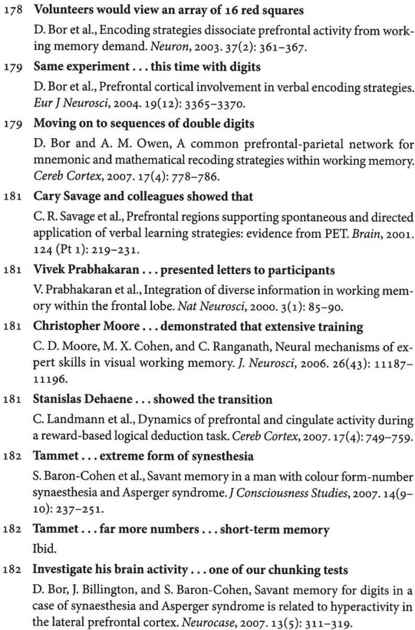 178 Volunteers would view an array of 16 red squares
D. Bor et al., Encoding strategies dissociate prefrontal activity from work-
ing memory demand. Neuron, 2003. 37(2): 361–367.
179 Same experiment . . . this time with digits
D. Bor et al., Prefrontal cortical involvement in verbal encoding strategies.
Eur J Neurosci, 2004. 19(12): 3365–3370.
179 Moving on to sequences of double digits
D. Bor and A. M. Owen, A common prefrontal-parietal network for
mnemonic and mathematical recoding strategies within working memory.
Cereb Cortex, 2007. 17(4): 778–786.
181 Cary Savage and colleagues showed that
C. R. Savage et al., Prefrontal regions supporting spontaneous and directed
application of verbal learning strategies: evidence from PET. Brain, 2001.
124 (Pt 1): 219–231.
181 Vivek Prabhakaran . . . presented letters to participants
V. Prabhakaran et al., Integration of diverse information in working mem-
ory within the frontal lobe. Nat Neurosci, 2000. 3(1): 85–90.
181 Christopher Moore . . . demonstrated that extensive training
C. D. Moore, M. X. Cohen, and C. Ranganath, Neural mechanisms of ex-
pert skills in visual working memory. J. Neurosci, 2006. 26(43): 11187–
11196.
181 Stanislas Dehaene . . . showed the transition
C. Landmann et al., Dynamics of prefrontal and cingulate activity during
a reward-based logical deduction task. Cereb Cortex, 2007. 17(4): 749–759.
182 Tammet . . . extreme form of synesthesia
S. Baron-Cohen et al., Savant memory in a man with colour form-number
synaesthesia and Asperger syndrome. J Consciousness Studies, 2007. 14(9–
10): 237–251.
182 Tammet . . . far more numbers . . . short-term memory
Ibid.
182 Investigate his brain activity . . . one of our chunking tests
D. Bor, J. Billington, and S. Baron-Cohen, Savant memory for digits in a
case of synaesthesia and Asperger syndrome is related to hyperactivity in
the lateral prefrontal cortex. Neurocase, 2007. 13(5): 311–319.